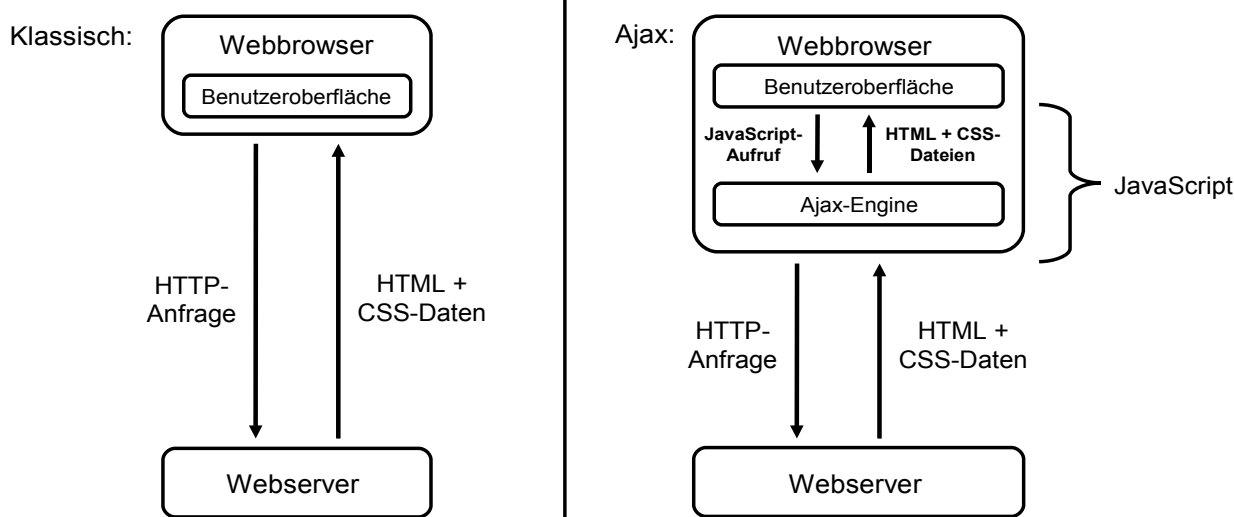 Klassisch:
Webbrowser
Benutzeroberfläche
HTTP-
Anfrage
HTML +
CSS-Daten
Webserver
Ajax:
Webbrowser
Benutzeroberfläche
JavaScript-
Aufruf
HTML + CSS-
Dateien
Ajax-Engine
JavaScript
HTTP-
Anfrage
HTML +
CSS-Daten
Webserver